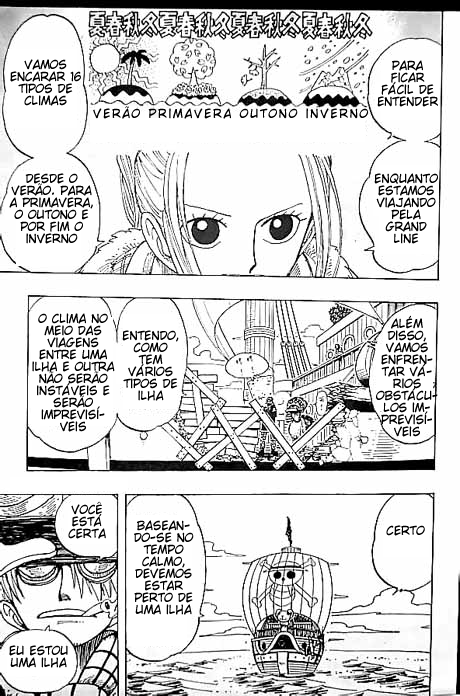 夏春秋冬夏春秋冬夏春秋冬夏春秋冬
PARA
FICAR
FÁCIL DE
ENTENDER
VAMOS
ENCARAR 16
TIPOS DE
CLIMAS
VERÃO PRIMAVERA OUTONO INVERNO
ENQUANTO
ESTAMOS
VIAJANDO
PELA
GRAND
LINE
DESDE O
VERÃO. PARA
A PRIMAVERA,
O OUTONO E
POR FIM O
INVERNO
ALÉM
DISSO,
VAMOS
ENFREN-
TAR VÁ-
RIOS
OBSTÁCU-
LOS IM-
PREVISÍ-
VEIS
ENTENDO,
COMO
TEM
VÁRIOS
TIPOS DE
ILHA
O CLIMA NO
MEIO DAS
VIAGENS
ENTRE UMA
ILHA E OUTRA
NÃO SERÃO
INSTÁVEIS E
SERÃO
IMPREVISÍ-
VEIS
CERTO
BASEAN-
DO-SE NO
TEMPO
CALMO,
DEVEMOS
ESTAR
PERTO DE
UMA ILHA
VOCÊ
ESTÁ
CERTA
EU ESTOU
UMA ILHA